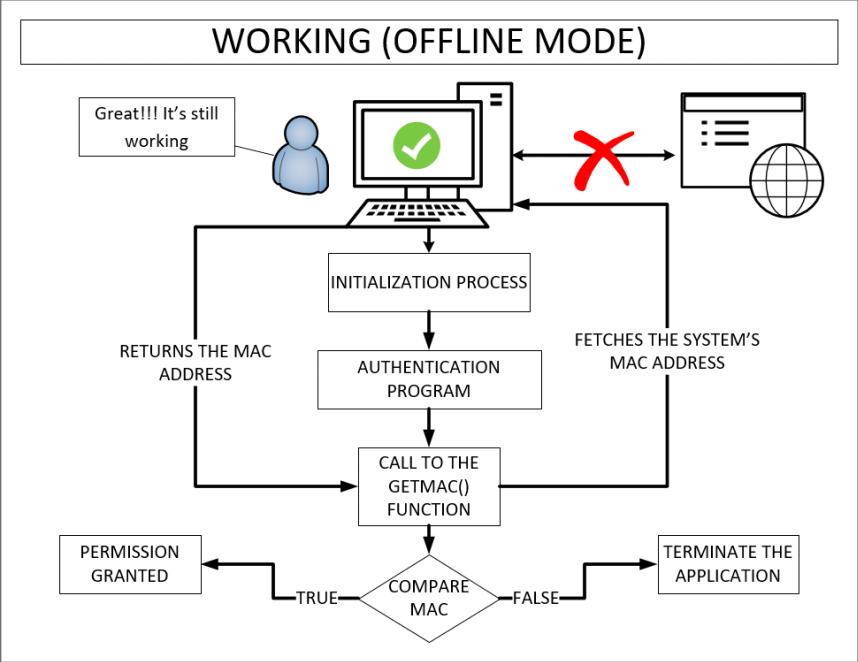 WORKING (OFFLINE MODE)
Great!!! It's still
working
INITIALIZATION PROCESS
RETURNS THE MAC
ADDRESS
FETCHES THE SYSTEM'S
MAC ADDRESS
AUTHENTICATION
PROGRAM
CALL TO THE
GETMAC()
FUNCTION
PERMISSION
GRANTED
TERMINATE THE
APPLICATION
COMPARE
MAC
TRUE
FALSE